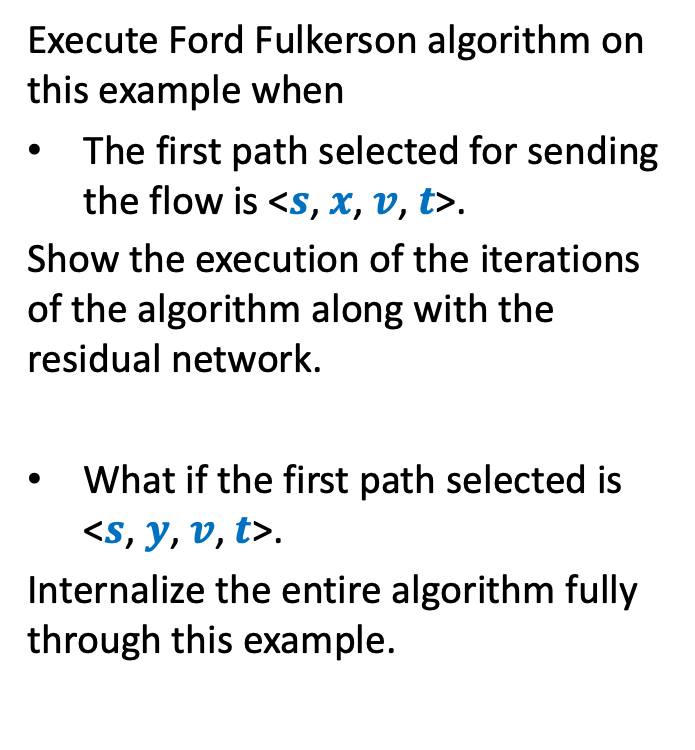 Execute Ford Fulkerson algorithm on
this example when
• The first path selected for sending
the flow is <s, x, v, t>.
Show the execution of the iterations
of the algorithm along with the
residual network.
• What if the first path selected is
<s, y, v, t>.
Internalize the entire algorithm fully
through this example.